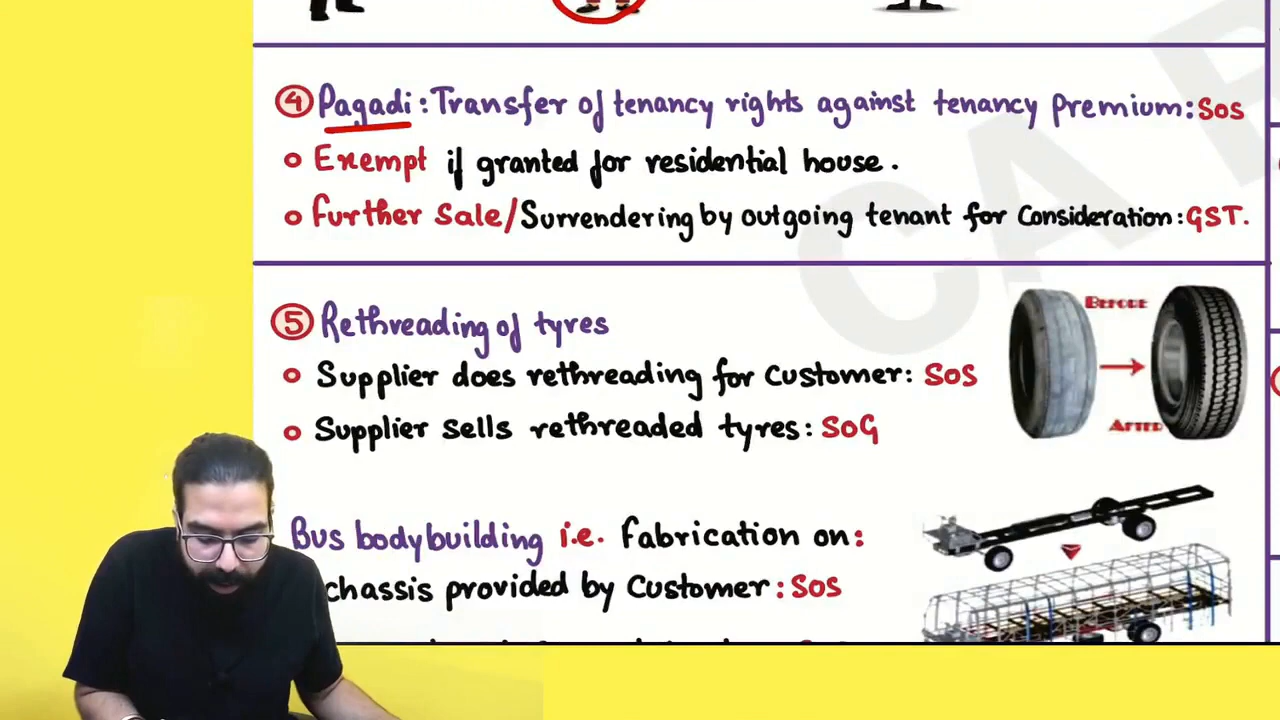 ④ Pagadi : Transfer of tenancy rights against tenancy premium : SoS
o Exempt if granted for residential house .
o Further Sale / Surrendering by outgoing tenant for Consideration : GST.
⑤ Rethreading of tyres
o Supplier does rethreading for Customer : SoS
o Supplier sells rethreaded tyres : SoG
BEFORE
AFTER
Bus bodybuilding i.e. Fabrication on :
chassis provided by Customer : SoS
CA